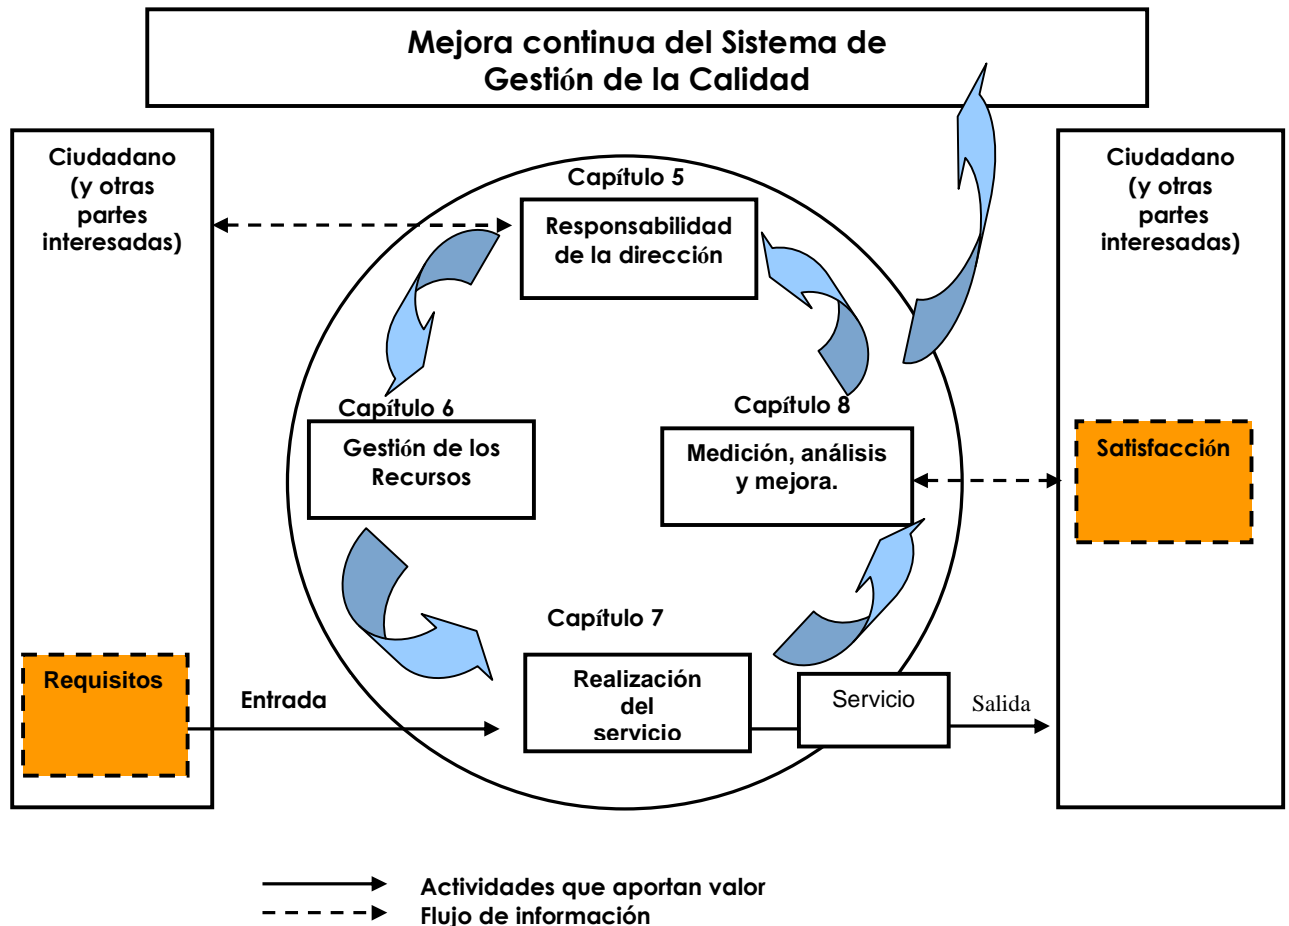 Mejora continua del Sistema de
Gestión de la Calidad
Ciudadano
(y otras
partes
interesadas)
Capítulo 5
Responsabilidad
de la dirección
Ciudadano
(y otras
partes
interesadas)
Capítulo 6
Gestión de los
Recursos
Capítulo 8
Medición, análisis
y mejora.
Satisfacción
Capítulo 7
Realización
del
servicio
Requisitos
Entrada
Servicio
Salida
Actividades que aportan valor
Flujo de información